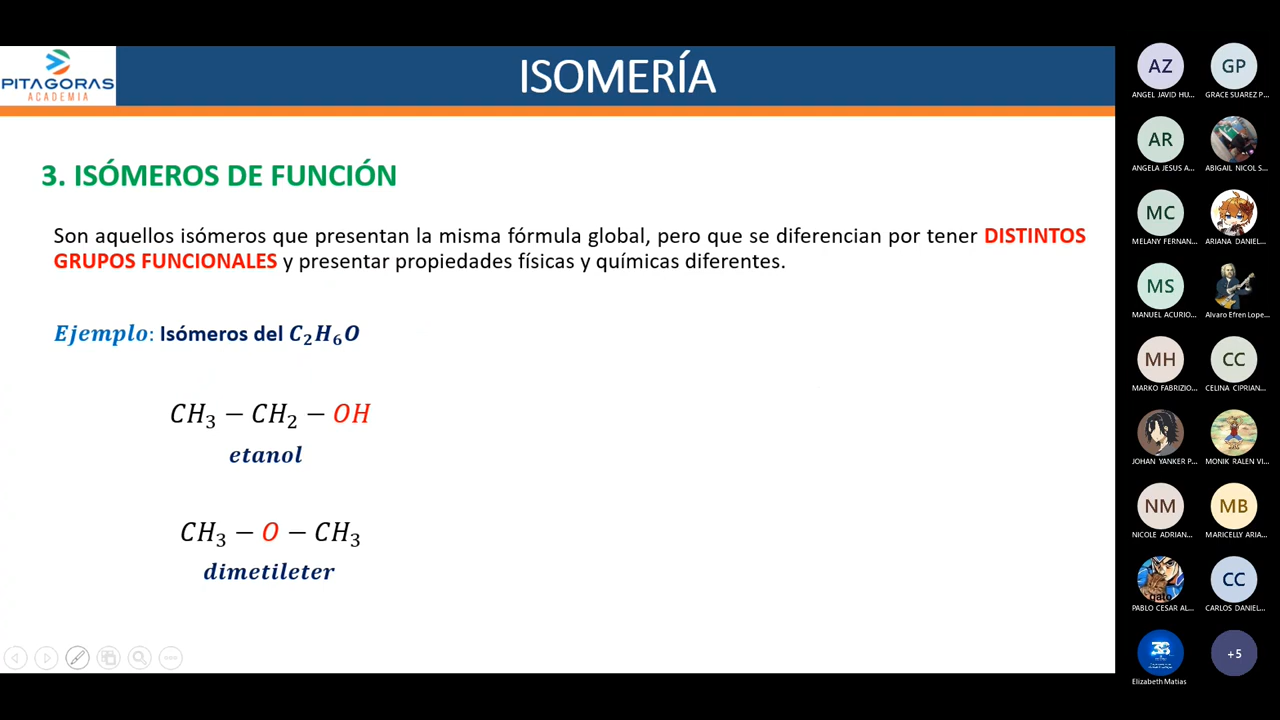 PITAGORAS
ACADEMIA
ISOMERÍA
3. ISÓMEROS DE FUNCIÓN
Son aquellos isómeros que presentan la misma fórmula global, pero que se diferencian por tener DISTINTOS
GRUPOS FUNCIONALES y presentar propiedades físicas y químicas diferentes.
Ejemplo: Isómeros del C₂H₆O
CH₃ − CH₂ − OH
etanol
CH₃ − O − CH₃
dimetileter
AZ
ANGEL JAVID HU...
GP
GRACE SUAREZ P...
AR
ANGELA JESUS A...
ABIGAIL NICOL S...
MC
MELANY FERNAN...
ARIANA DANIEL...
MS
MANUEL ACURIO...
Alvaro Efren Lope...
MH
MARKO FABRIZIO...
CC
CELINA CIPRIAN...
JOHAN YANKER P...
MONIK RALEN VI...
NM
NICOLE ADRIAN...
MB
MARICELLY ARIA...
gato
PABLO CESAR AL...
CC
CARLOS DANIEL...
Elizabeth Matias
+5